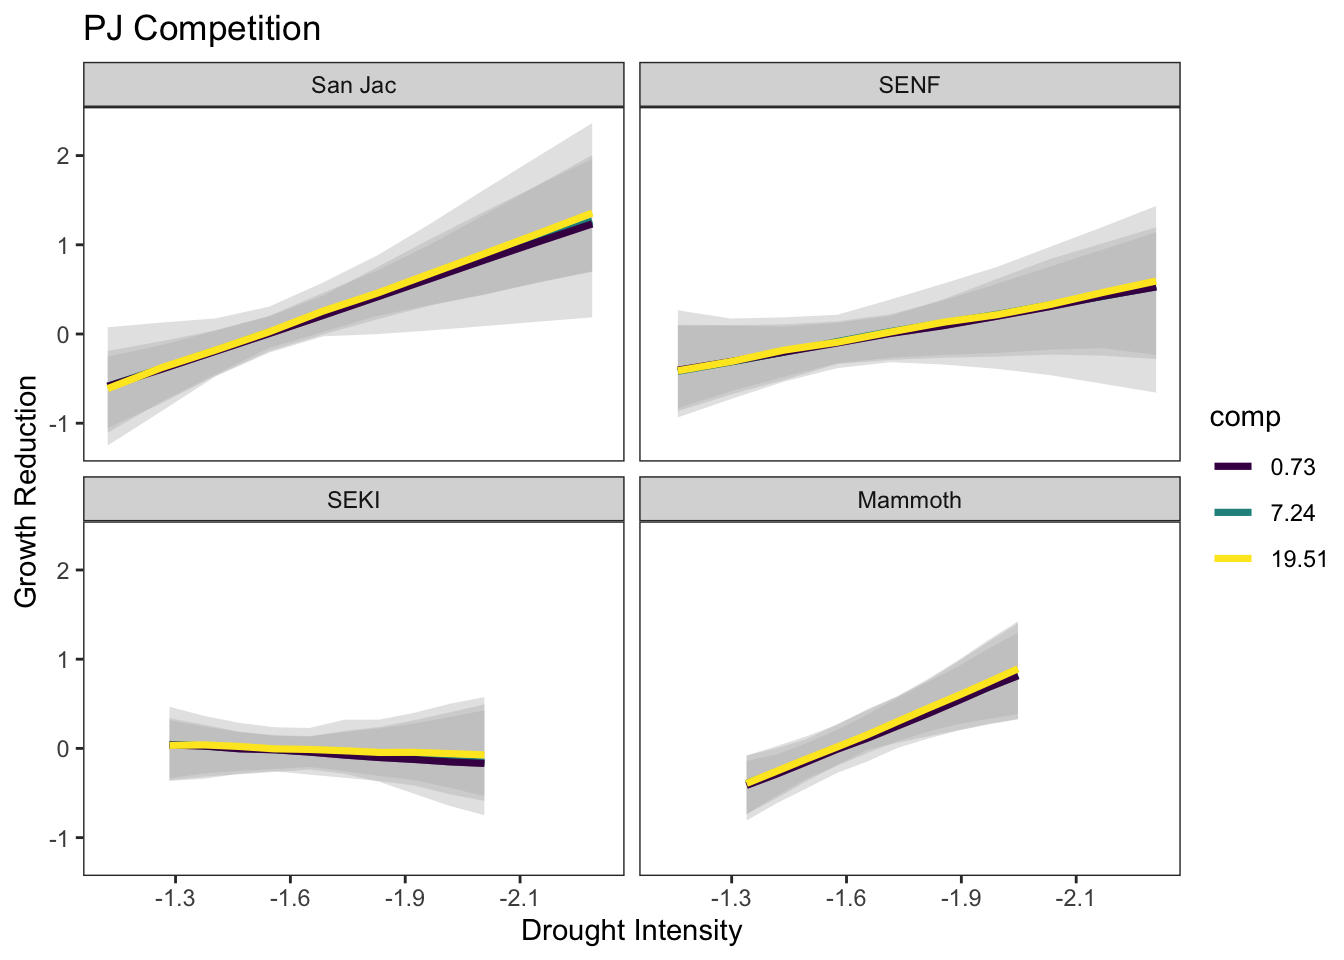 PJ Competition
San Jac
SENF
2
1
0
-1
SEKI
Mammoth
2
1
0
-1
-1.3
-1.6
-1.9
-2.1
-1.3
-1.6
-1.9
-2.1
Drought Intensity
Growth Reduction
comp
0.73
7.24
19.51